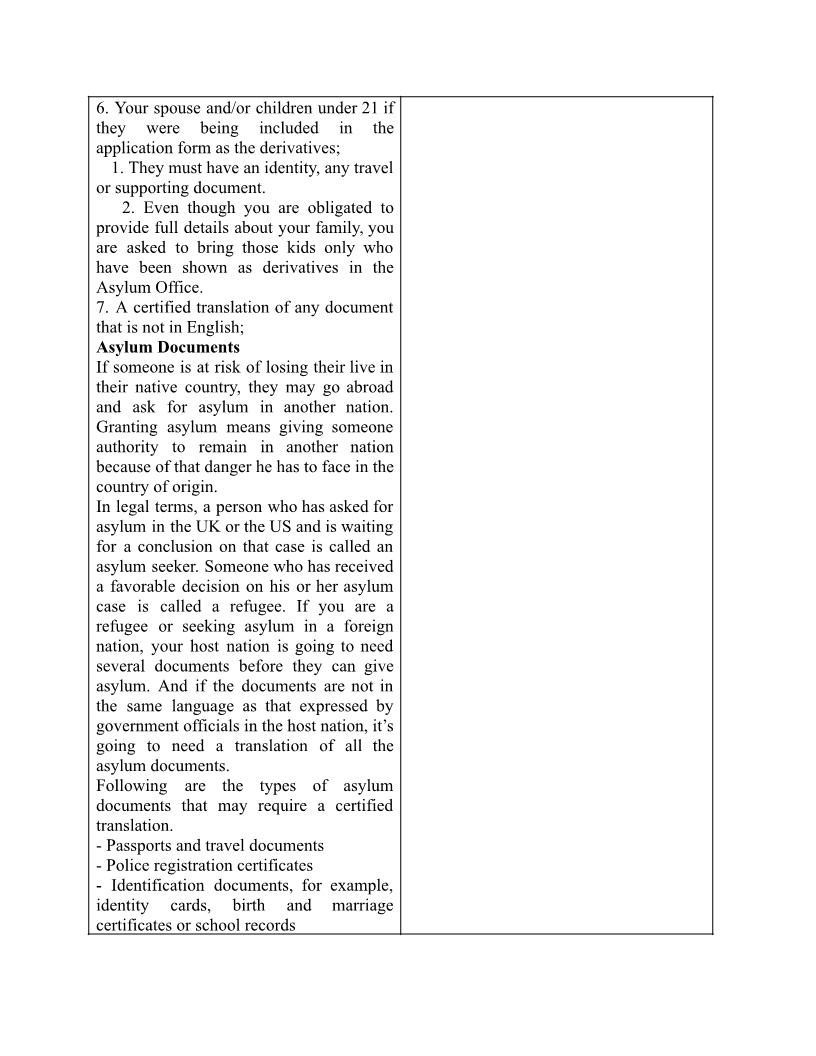 6. Your spouse and/or children under 21 if
they were being included in the
application form as the derivatives;
1. They must have an identity, any travel
or supporting document.
2. Even though you are obligated to
provide full details about your family, you
are asked to bring those kids only who
have been shown as derivatives in the
Asylum Office.
7. A certified translation of any document
that is not in English;
Asylum Documents
If someone is at risk of losing their live in
their native country, they may go abroad
and ask for asylum in another nation.
Granting asylum means giving someone
authority to remain in another nation
because of that danger he has to face in the
country of origin.
In legal terms, a person who has asked for
asylum in the UK or the US and is waiting
for a conclusion on that case is called an
asylum seeker. Someone who has received
a favorable decision on his or her asylum
case is called a refugee. If you are a
refugee or seeking asylum in a foreign
nation, your host nation is going to need
several documents before they can give
asylum. And if the documents are not in
the same language as that expressed by
government officials in the host nation, it’s
going to need a translation of all the
asylum documents.
Following are the types of asylum
documents that may require a certified
translation.
- Passports and travel documents
- Police registration certificates
- Identification documents, for example,
identity cards, birth and marriage
certificates or school records